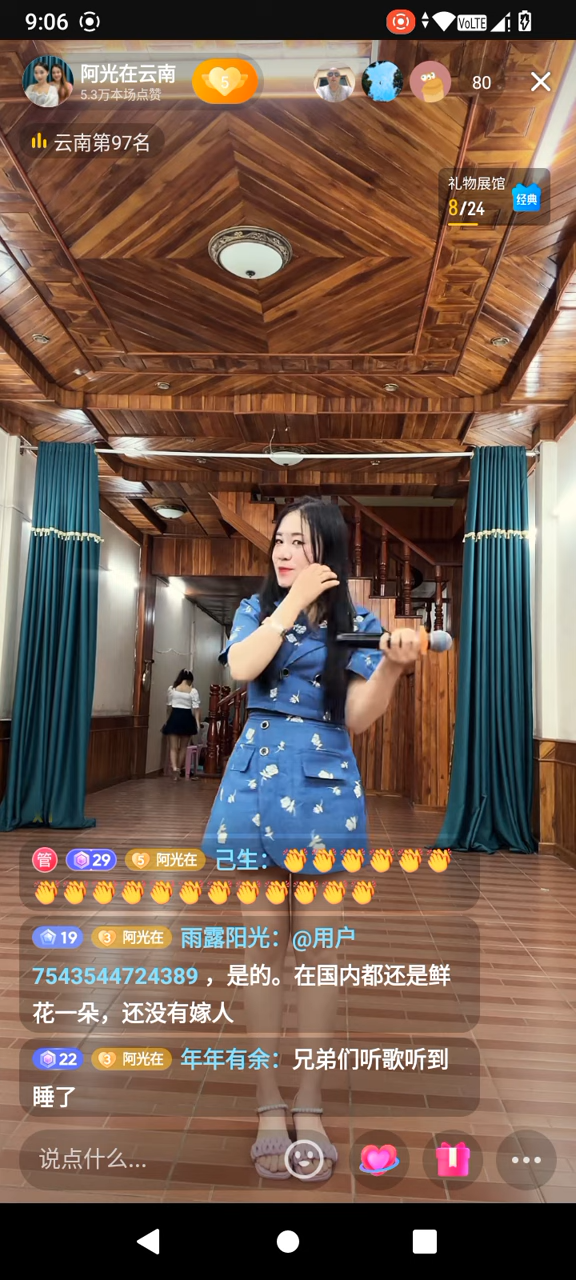 9:06
VoLTE
阿光在云南
5.3万本场点赞
5
80
云南第97名
礼物展馆
8/24
经典
管 29 5 阿光在 己生：👏👏👏👏👏👏
👏👏👏👏👏👏👏👏👏👏👏👏
19 3 阿光在 雨露阳光：@用户
7543544724389 ，是的。在国内都还是鲜
花一朵，还没有嫁人
22 3 阿光在 年年有余：兄弟们听歌听到
睡了
说点什么...